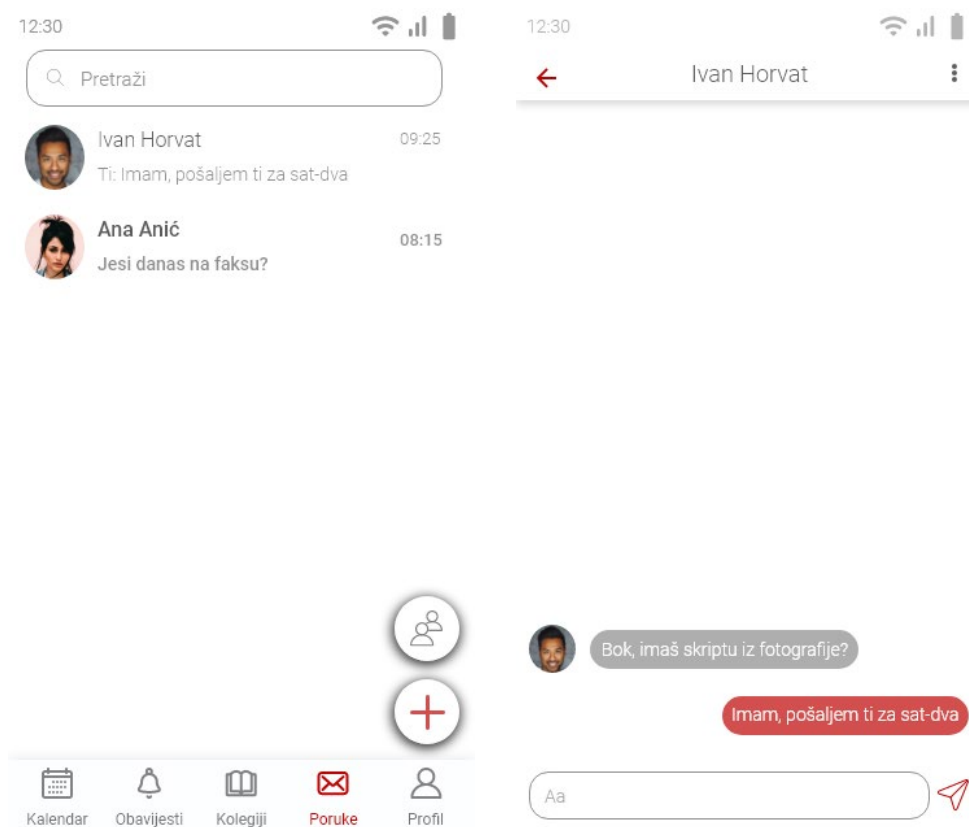 12:30
Pretraži
Ivan Horvat
09:25
Ti: Imam, pošaljem ti za sat-dva
Ana Anić
08:15
Jesi danas na faksu?
Kalendar
Obavijesti
Kolegiji
Poruke
Profil
12:30
Ivan Horvat
Bok, imaš skriptu iz fotografije?
Imam, pošaljem ti za sat-dva
Aa